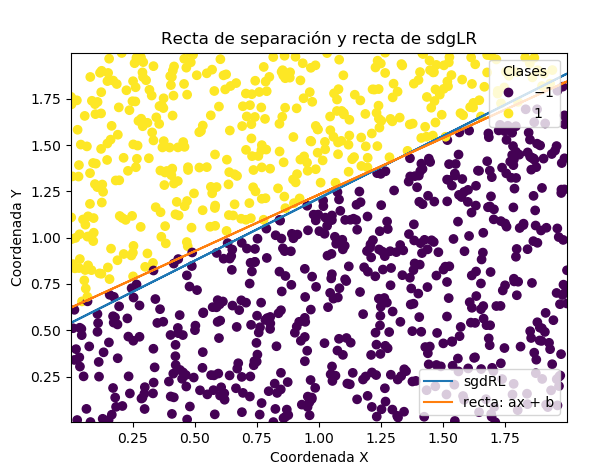 Recta de separación y recta de sdgLR
Clases
−1
1
1.75
1.50
1.25
1.00
0.75
0.50
0.25
Coordenada Y
sgdRL
recta: ax + b
0.25
0.50
0.75
1.00
1.25
1.50
1.75
Coordenada X